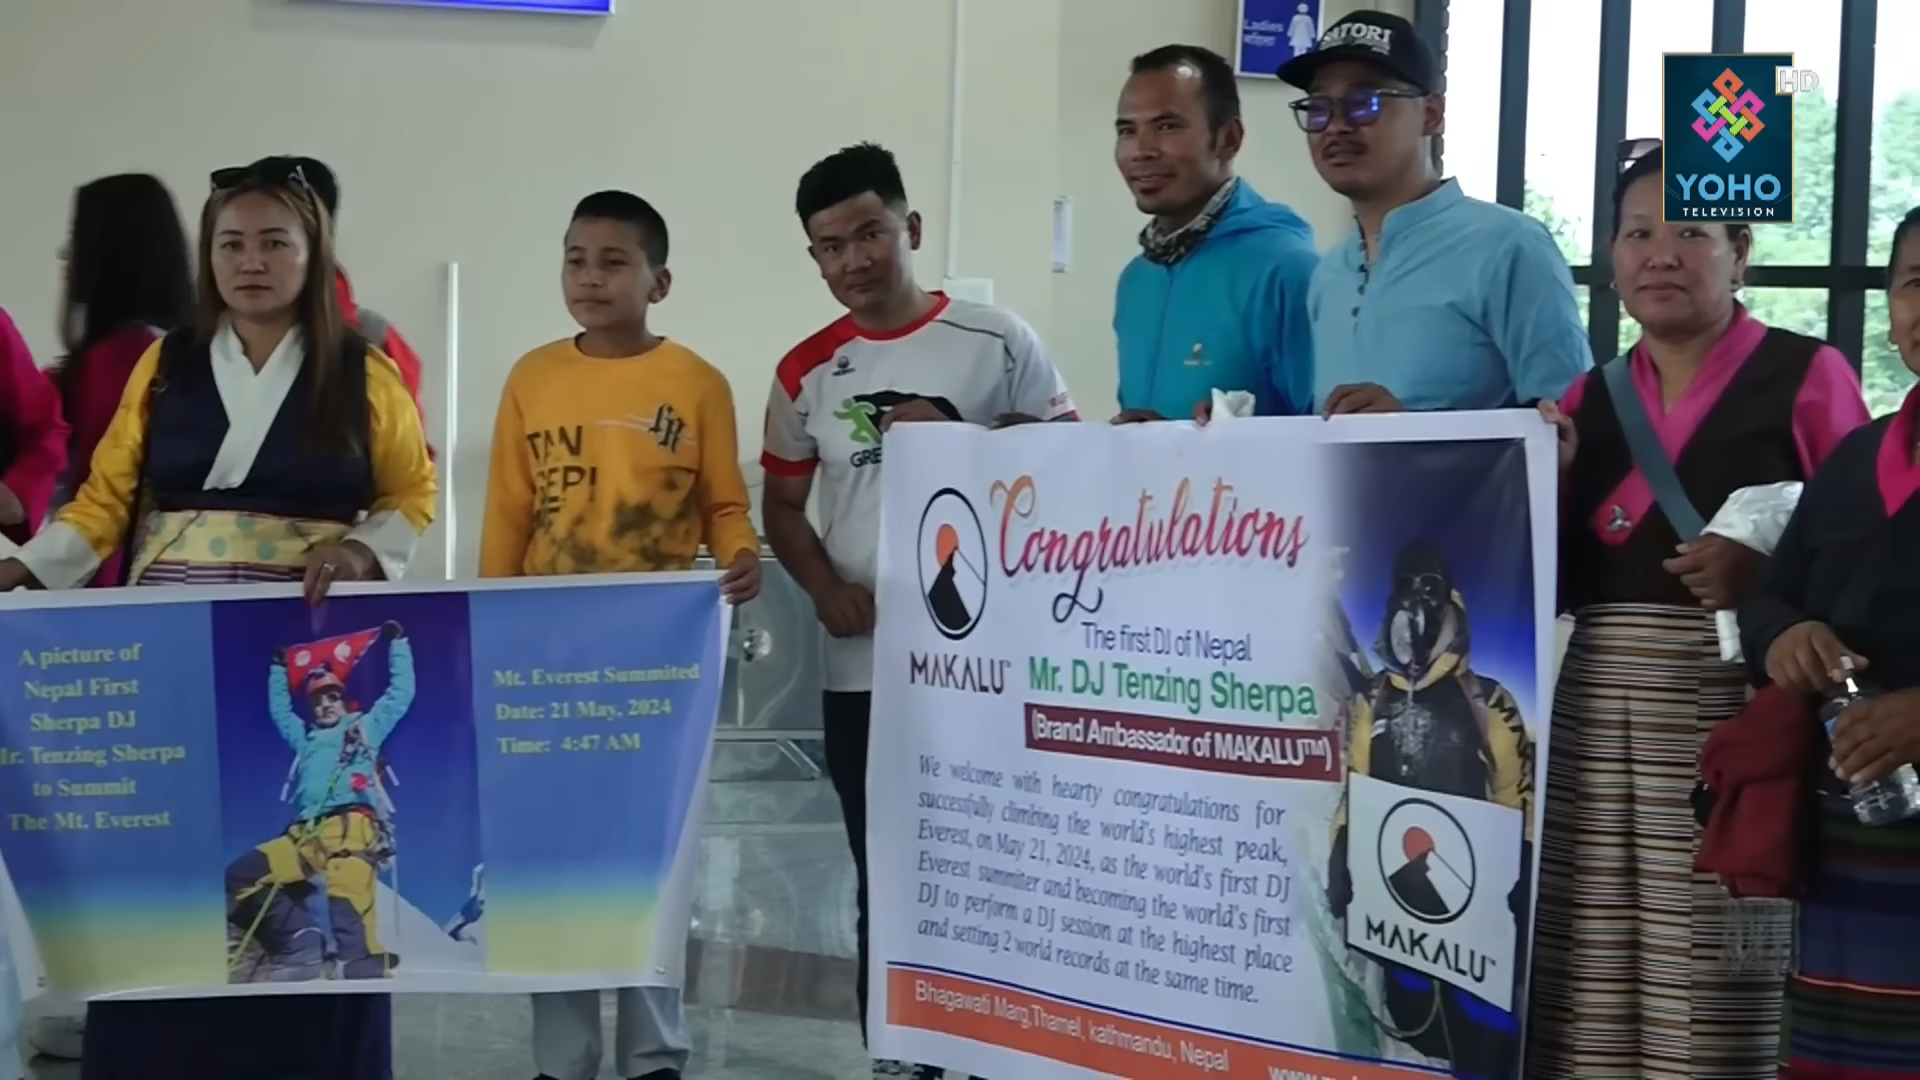 Ladies
महिला
SATORI
HD
YOHO
TELEVISION
TAN
GRE
A picture of
Nepal First
Sherpa DJ
Mr. Tenzing Sherpa
to Summit
The Mt. Everest
Mt. Everest Summited
Date: 21 May, 2024
Time: 4:47 AM
Congratulations
MAKALU™
The first DJ of Nepal
Mr. DJ Tenzing Sherpa
(Brand Ambassador of MAKALU™)
We welcome with hearty congratulations for
successfully climbing the world's highest peak,
Everest, on May 21, 2024, as the world's first DJ
Everest summiter and becoming the world's first
DJ to perform a DJ session at the highest place
and setting 2 world records at the same time.
MAKALU™
Bhagawati Marg,Thamel, kathmandu, Nepal